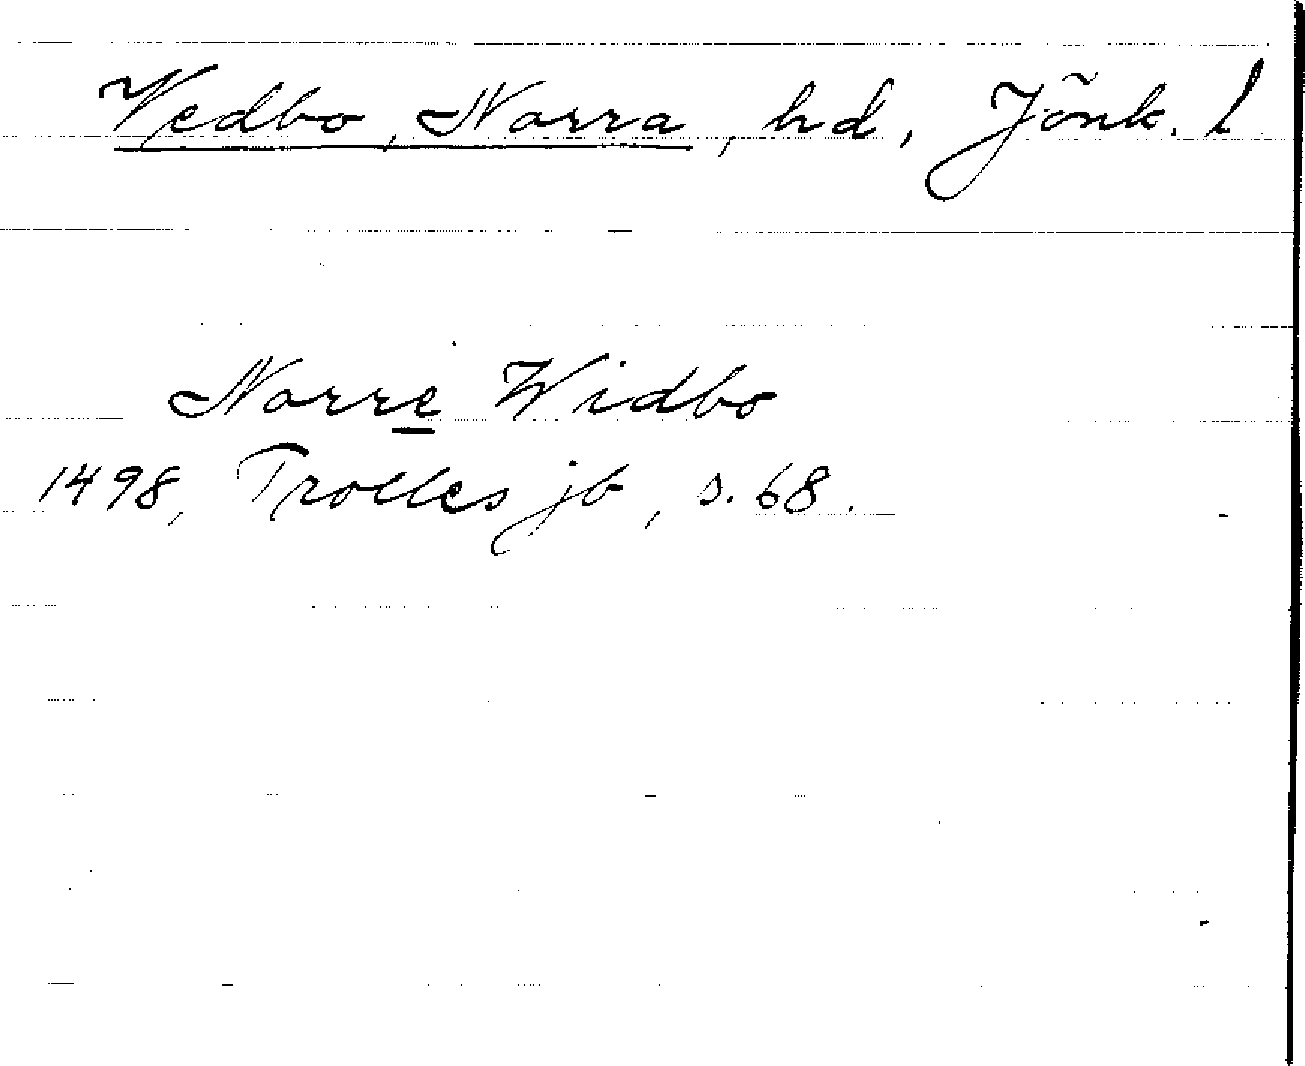 Vedbo, Norra, hd, Jönk. l
Norre Widbo
1498, Trolles jb, s. 68.